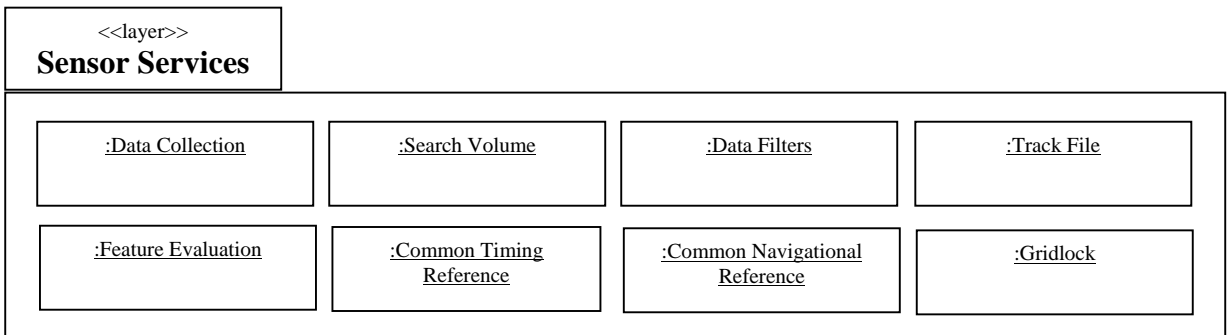 <<layer>>
Sensor Services
:Data Collection
:Search Volume
:Data Filters
:Track File
:Feature Evaluation
:Common Timing
Reference
:Common Navigational
Reference
:Gridlock